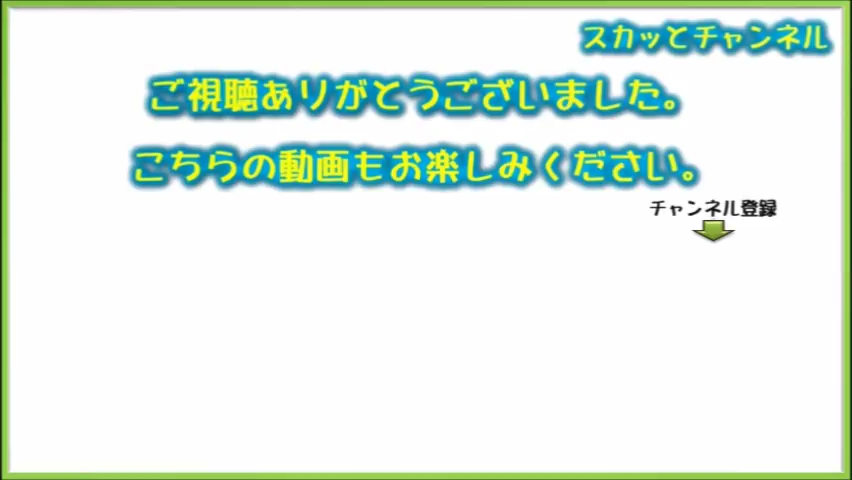 スカッとチャンネル
ご視聴ありがとうございました。
こちらの動画もお楽しみください。
チャンネル登録